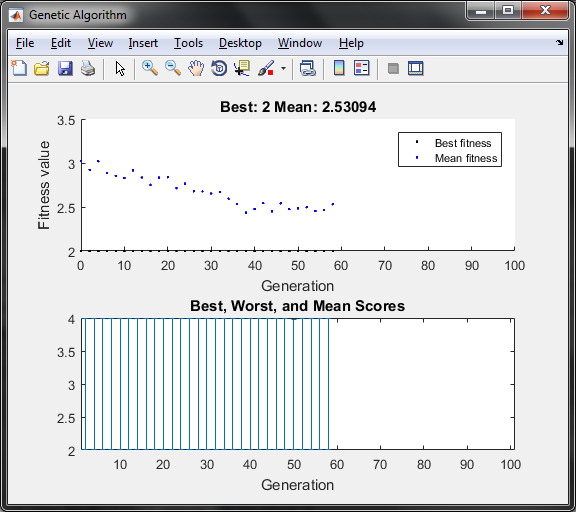 Genetic Algorithm
File Edit View Insert Tools Desktop Window Help
Best: 2 Mean: 2.53094
3.5
3
2.5
2
Fitness value
Best fitness
Mean fitness
0 10 20 30 40 50 60 70 80 90 100
Generation
Best, Worst, and Mean Scores
4
3.5
3
2.5
2
10 20 30 40 50 60 70 80 90 100
Generation